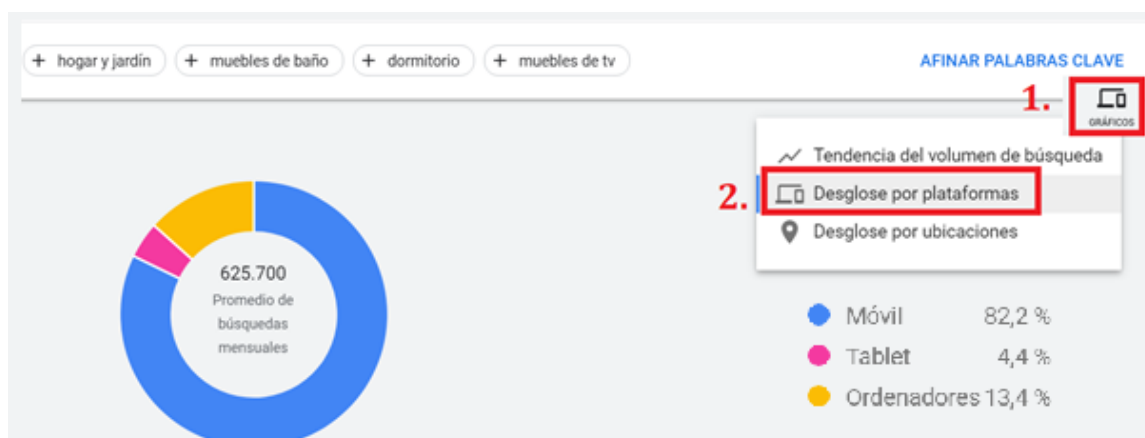 + hogar y jardín + muebles de baño + dormitorio + muebles de tv AFINAR PALABRAS CLAVE
1.
GRÁFICOS
Tendencia del volumen de búsqueda
2.
Desglose por plataformas
Desglose por ubicaciones
625.700
Promedio de
búsquedas
mensuales
Móvil 82,2 %
Tablet 4,4 %
Ordenadores 13,4 %